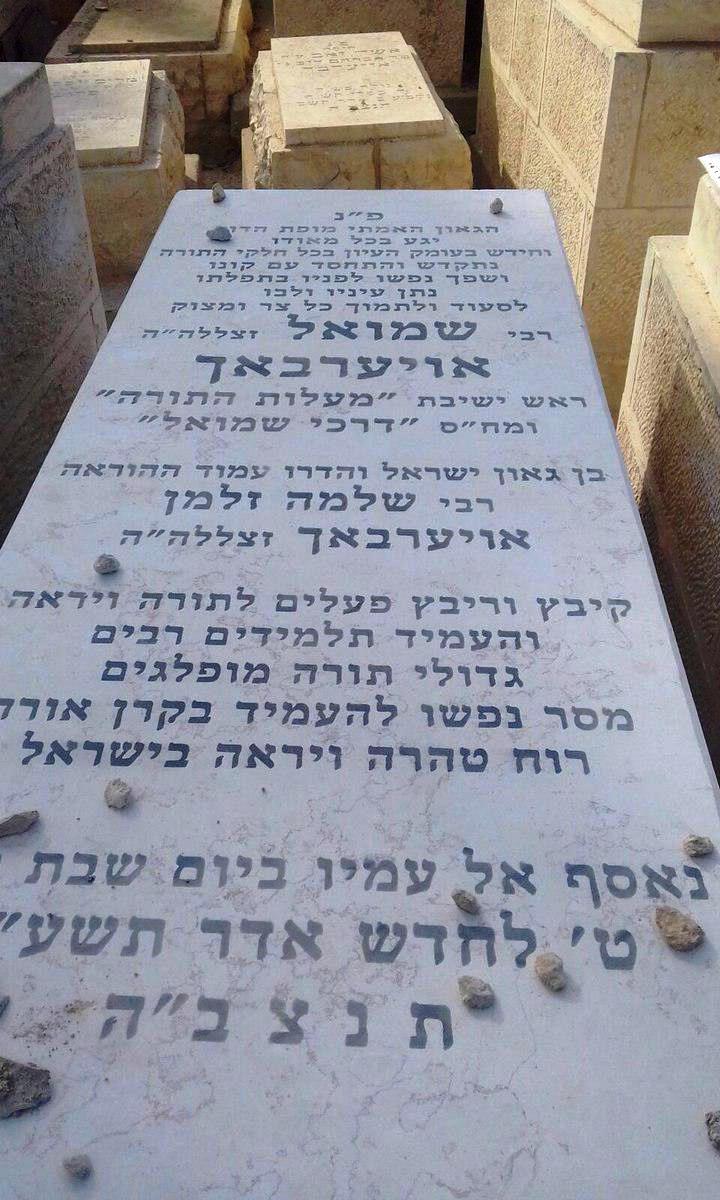 פ״נ
הגאון האמתי מופת הדור
יגע בכל מאודו
וחידש בעומק העיון בכל חלקי התורה
נתקדש והתחסד עם קונו
ושפך נפשו לפניו בתפלתו
נתן עיניו ולבו
לסעוד ולתמוך כל צר ומצוק
רבי שמואל זצללה״ה
אויערבאך
ראש ישיבת ״מעלות התורה״
ומח״ס ״דרכי שמואל״
בן גאון ישראל והדרו עמוד ההוראה
רבי שלמה זלמן
אויערבאך זצללה״ה
קיבץ וריבץ פעלים לתורה ויראה
והעמיד תלמידים רבים
גדולי תורה מופלגים
מסר נפשו להעמיד בקרן אורה
רוח טהרה ויראה בישראל
נאסף אל עמיו ביום שבת
ט׳ לחדש אדר תשע״
ת נ צ ב״ה